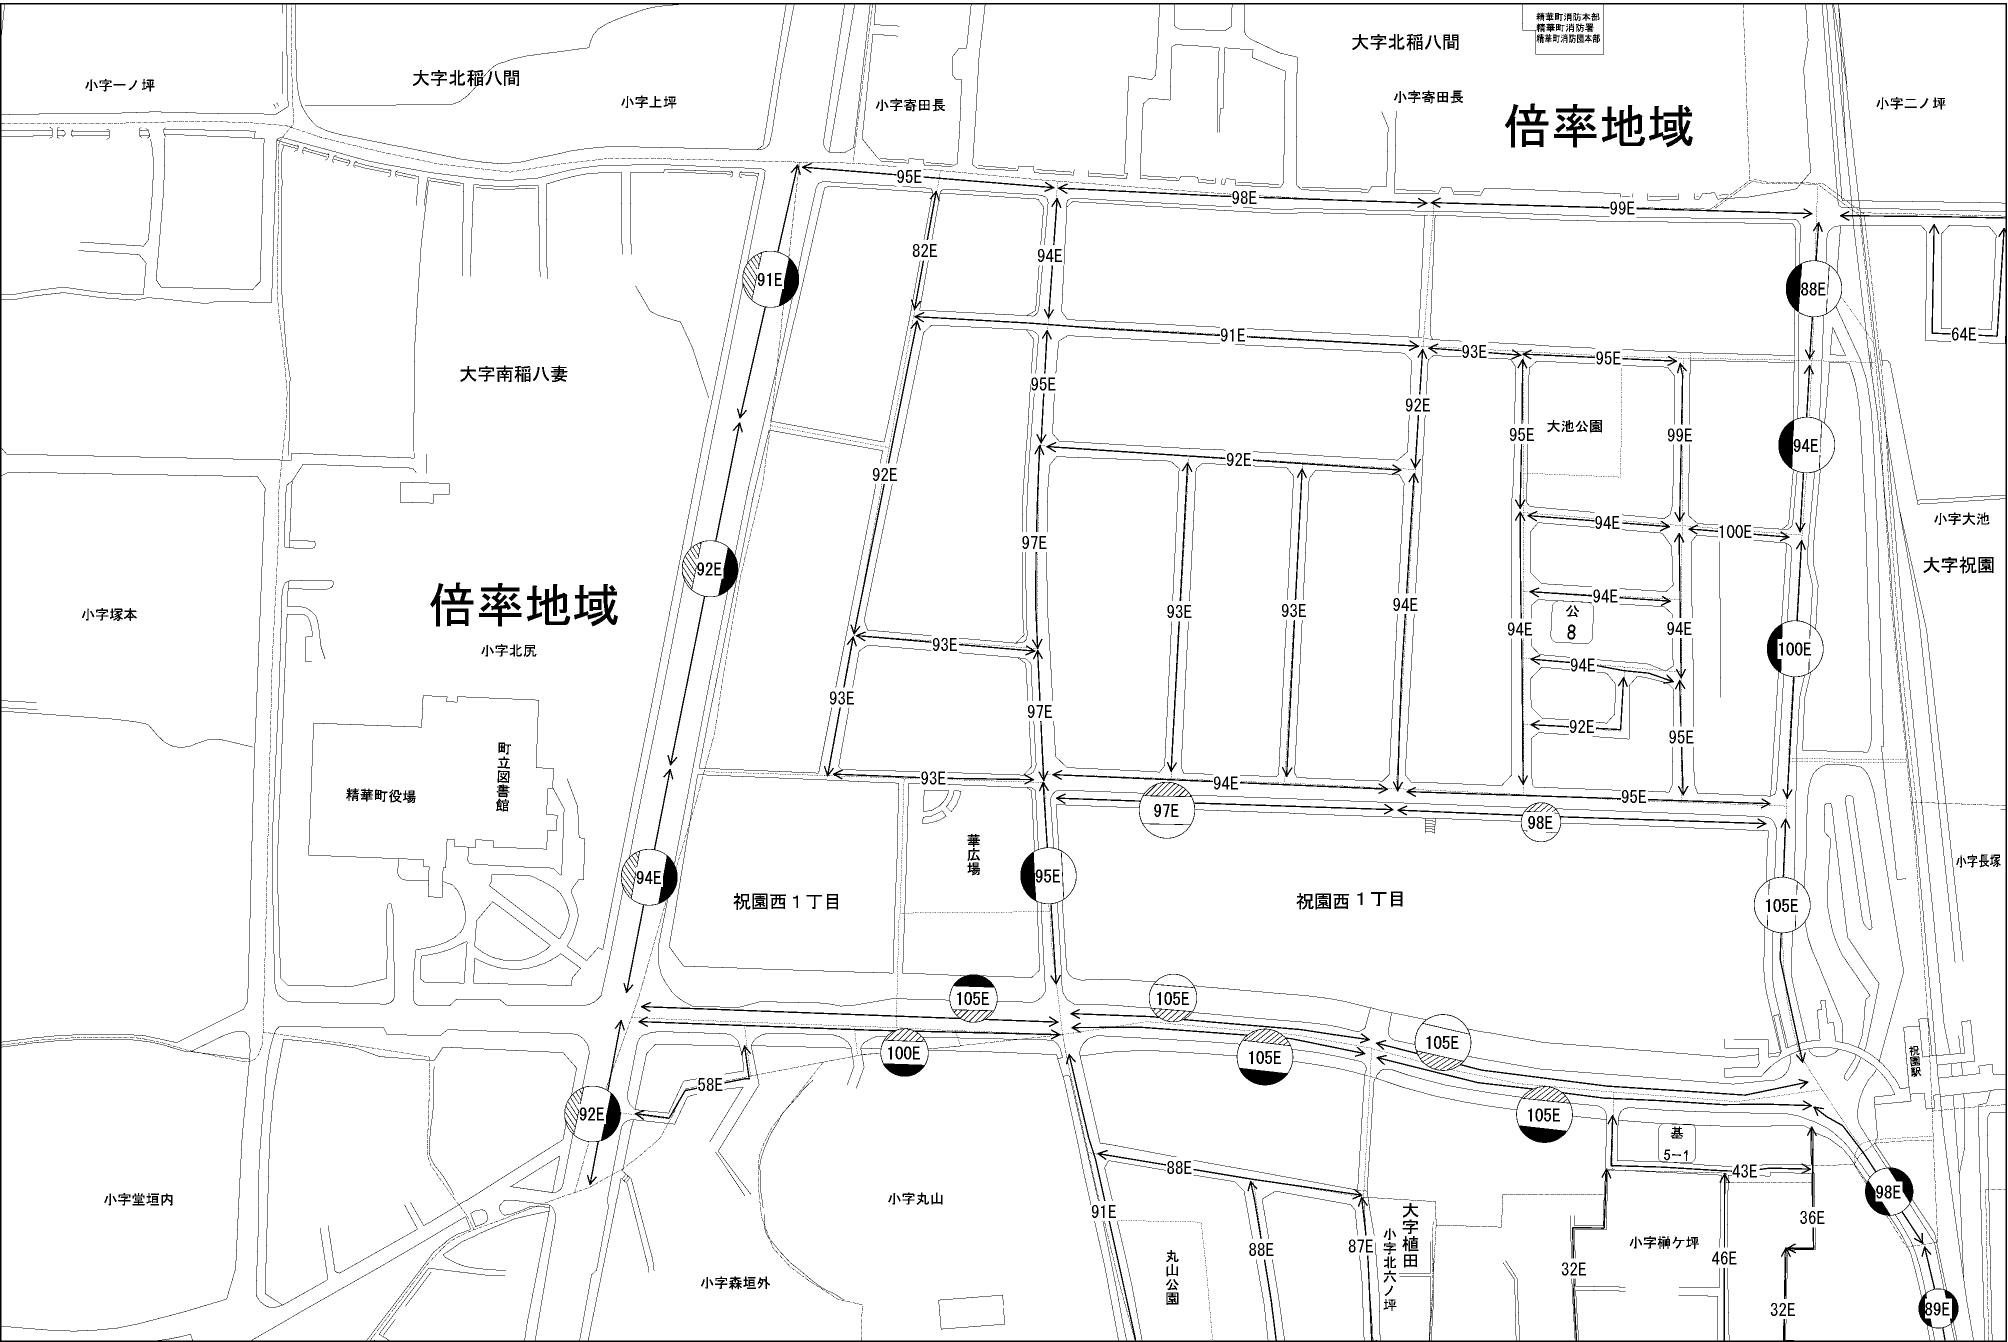 精華町消防本部
精華町消防署
精華町消防団本部
大字北稲八間
大字北稲八間
小字一ノ坪
小字上坪
小字寄田長
小字寄田長
小字二ノ坪
倍率地域
95E
98E
99E
82E
94E
91E
88E
91E
93E
95E
64E
大字南稲八妻
95E
92E
95E
大池公園
99E
94E
92E
92E
94E
100E
小字大池
大字祝園
97E
92E
倍率地域
小字塚本
小字北尻
93E
93E
94E
94E
94E
公
8
94E
93E
94E
100E
93E
97E
92E
95E
町立図書館
精華町役場
93E
94E
95E
97E
98E
華広場
94E
95E
祝園西1丁目
祝園西1丁目
105E
小字長塚
105E
105E
100E
105E
105E
105E
祝園駅
58E
92E
基
5-1
88E
43E
98E
小字堂垣内
小字丸山
91E
88E
87E
大字植田
小字北六ノ坪
小字榊ケ坪
36E
46E
32E
丸山公園
小字森垣外
32E
89E